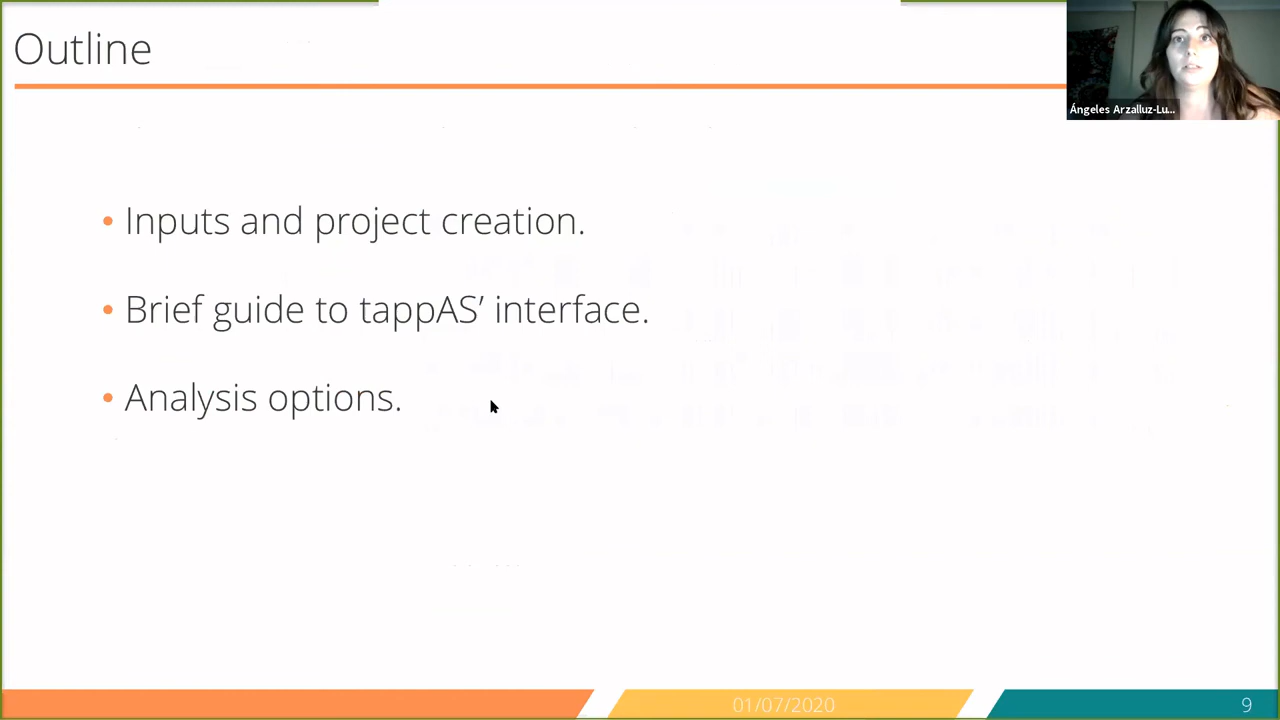 Outline
Ángeles Arzalluz-Lu...
• Inputs and project creation.
• Brief guide to tappAS’ interface.
• Analysis options.
01/07/2020
9